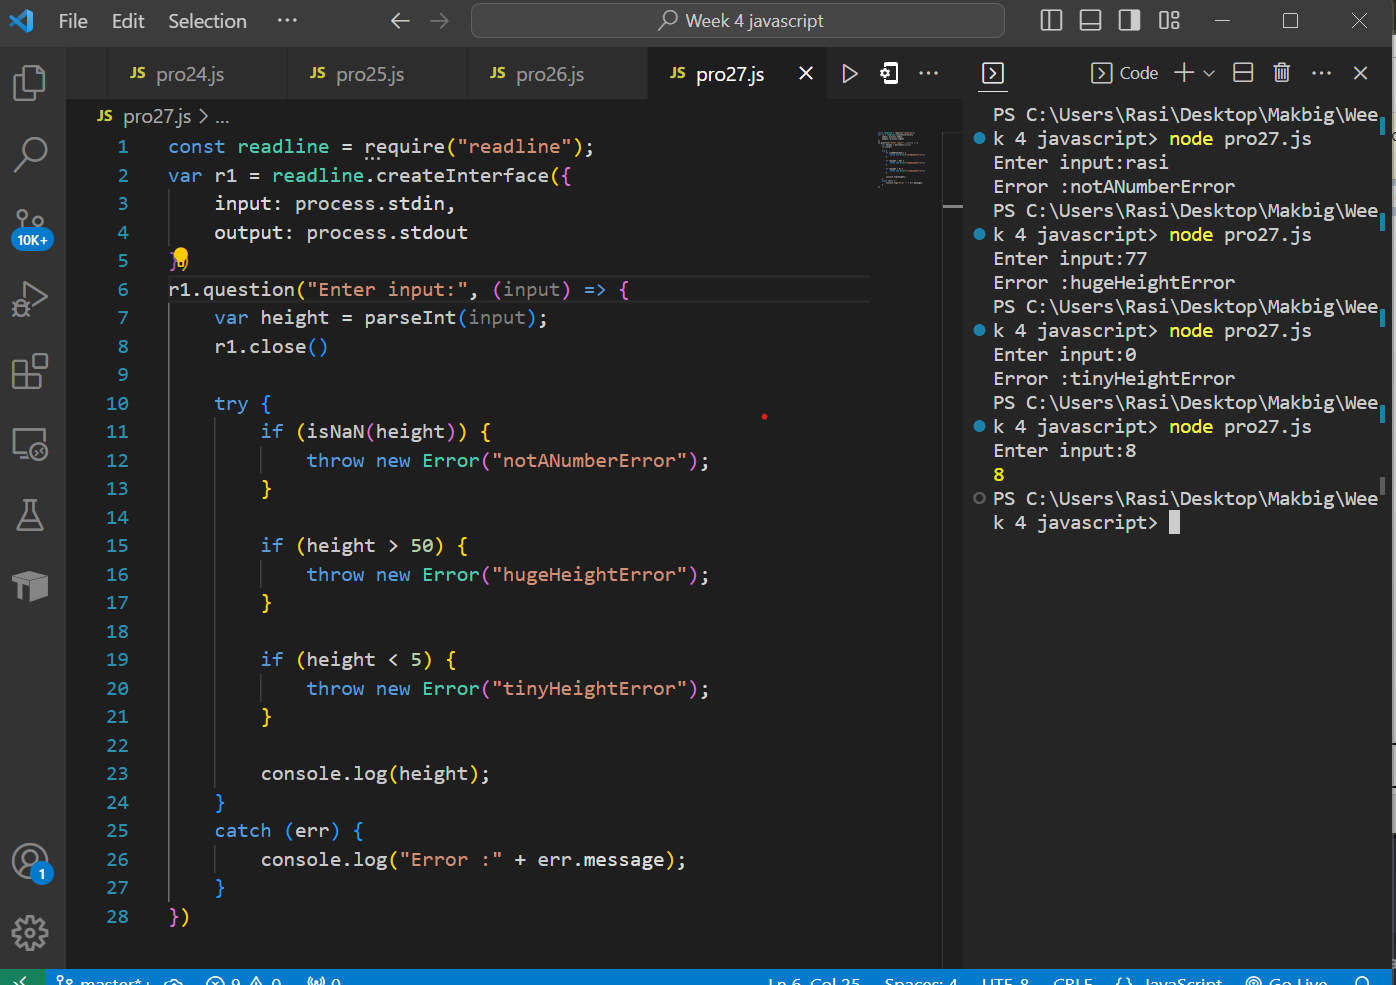 File Edit Selection ··· Week 4 javascript
JS pro24.js JS pro25.js JS pro26.js JS pro27.js
JS pro27.js > ...
1 const readline = require("readline");
2 var r1 = readline.createInterface({
3 input: process.stdin,
4 output: process.stdout
5 })
6 r1.question("Enter input:", (input) => {
7 var height = parseInt(input);
8 r1.close()
9
10 try {
11 if (isNaN(height)) {
12 throw new Error("notANumberError");
13 }
14
15 if (height > 50) {
16 throw new Error("hugeHeightError");
17 }
18
19 if (height < 5) {
20 throw new Error("tinyHeightError");
21 }
22
23 console.log(height);
24 }
25 catch (err) {
26 console.log("Error :" + err.message);
27 }
28 })
10K+
1
Code
PS C:\Users\Rasi\Desktop\Makbig\Wee
k 4 javascript> node pro27.js
Enter input:rasi
Error :notANumberError
PS C:\Users\Rasi\Desktop\Makbig\Wee
k 4 javascript> node pro27.js
Enter input:77
Error :hugeHeightError
PS C:\Users\Rasi\Desktop\Makbig\Wee
k 4 javascript> node pro27.js
Enter input:0
Error :tinyHeightError
PS C:\Users\Rasi\Desktop\Makbig\Wee
k 4 javascript> node pro27.js
Enter input:8
8
PS C:\Users\Rasi\Desktop\Makbig\Wee
k 4 javascript>
master*+ 9 0 0 Ln 6, Col 25 Spaces: 4 UTF-8 CRLF {} JavaScript Go Live